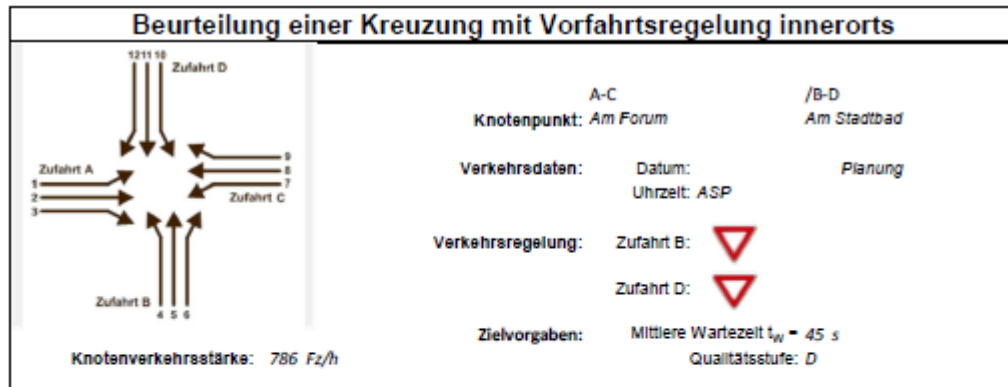 Beurteilung einer Kreuzung mit Vorfahrtsregelung innerorts
12 11 10
Zufahrt D
Zufahrt A
1
2
3
9
8
7
Zufahrt C
Zufahrt B
4 5 6
Knotenverkehrsstärke: 786 Fz/h
A-C /B-D
Knotenpunkt: Am Forum Am Stadtbad
Verkehrsdaten: Datum: Planung
Uhrzeit: ASP
Verkehrsregelung: Zufahrt B:
Zufahrt D:
Zielvorgaben: Mittlere Wartezeit tw = 45 s
Qualitätsstufe: D